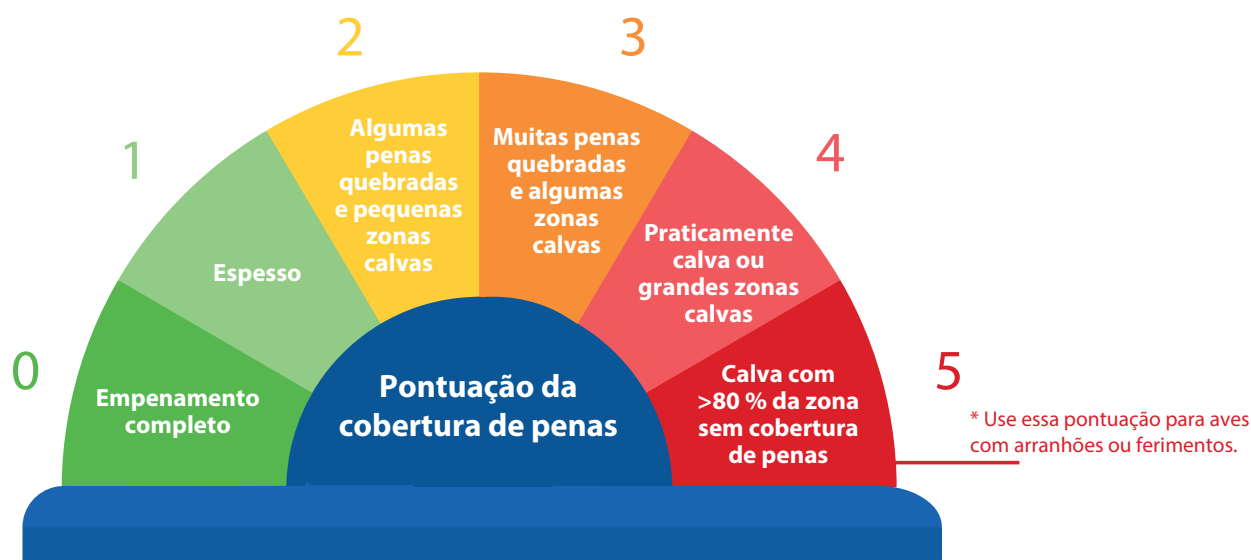 0
Empenamento
completo
1
Espesso
2
Algumas
penas
quebradas
e pequenas
zonas
calvas
3
Muitas penas
quebradas
e algumas
zonas
calvas
4
Praticamente
calva ou
grandes zonas
calvas
5
Calva com
>80 % da zona
sem cobertura
de penas
* Use essa pontuação para aves
com arranhões ou ferimentos.
Pontuação da
cobertura de penas